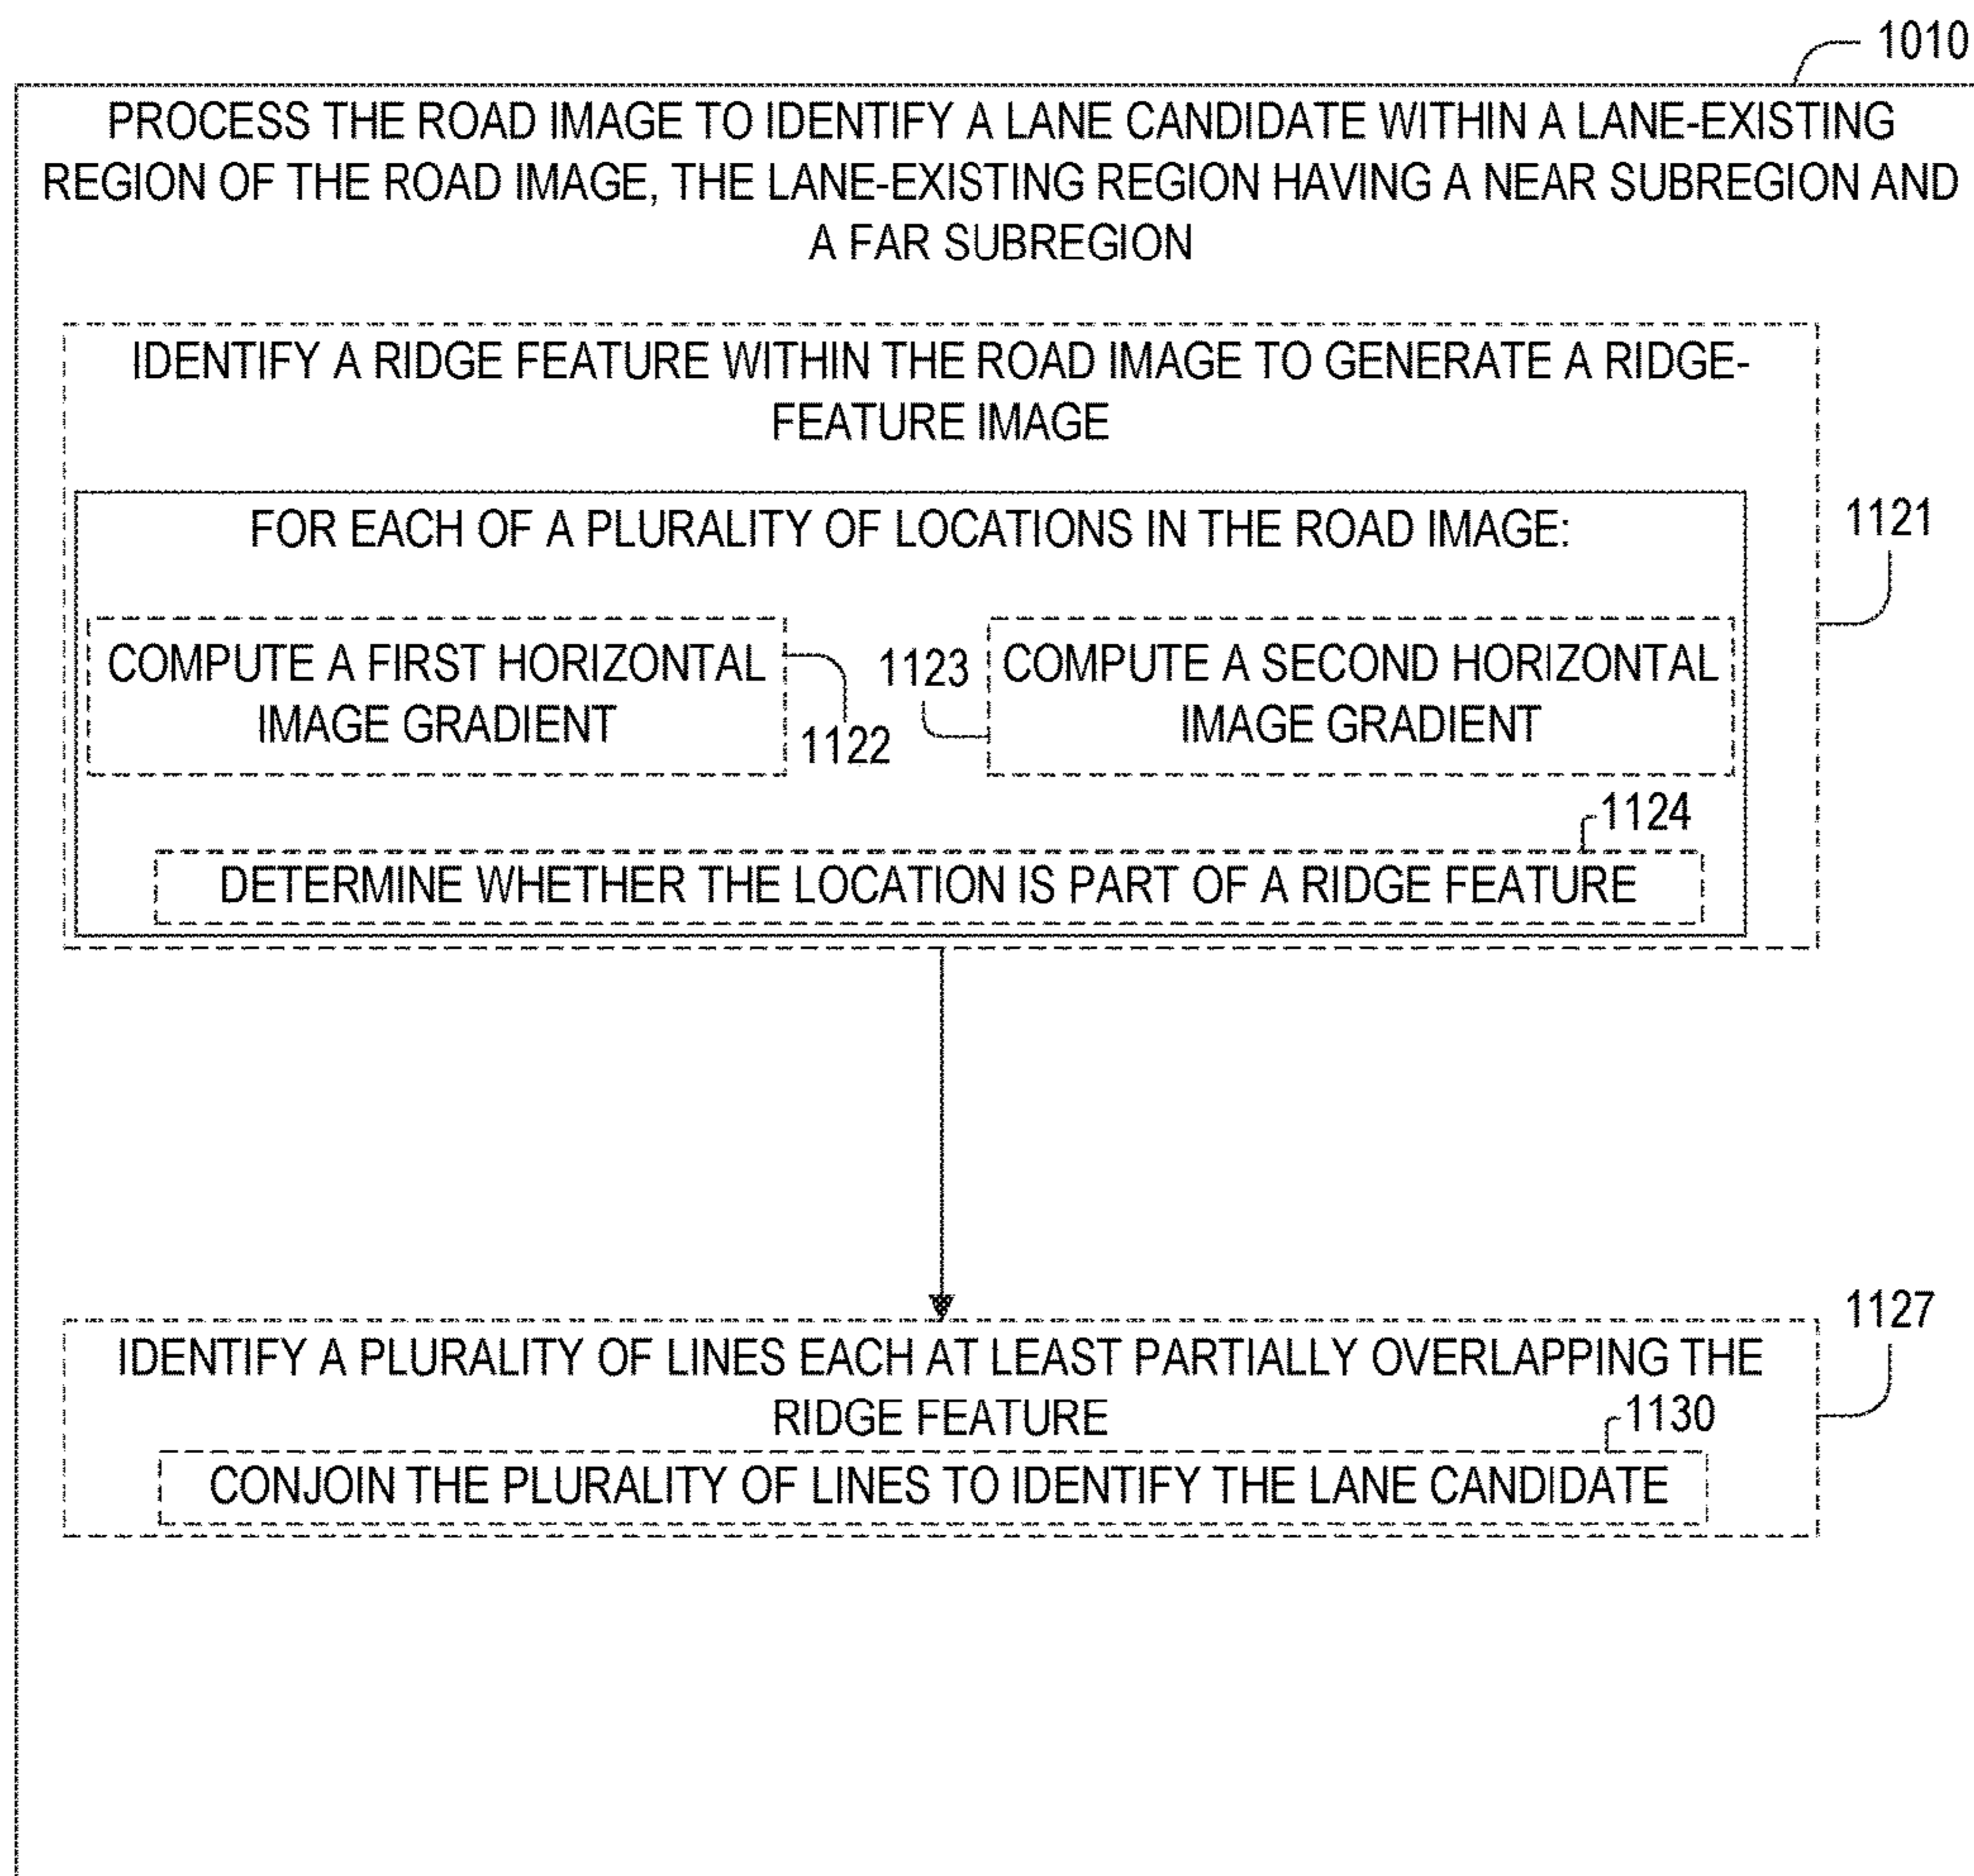 1010
PROCESS THE ROAD IMAGE TO IDENTIFY A LANE CANDIDATE WITHIN A LANE-EXISTING
REGION OF THE ROAD IMAGE, THE LANE-EXISTING REGION HAVING A NEAR SUBREGION AND
A FAR SUBREGION
IDENTIFY A RIDGE FEATURE WITHIN THE ROAD IMAGE TO GENERATE A RIDGE-
FEATURE IMAGE
1121
FOR EACH OF A PLURALITY OF LOCATIONS IN THE ROAD IMAGE:
COMPUTE A FIRST HORIZONTAL
IMAGE GRADIENT
1122
1123
COMPUTE A SECOND HORIZONTAL
IMAGE GRADIENT
1124
DETERMINE WHETHER THE LOCATION IS PART OF A RIDGE FEATURE
1127
IDENTIFY A PLURALITY OF LINES EACH AT LEAST PARTIALLY OVERLAPPING THE
RIDGE FEATURE
1130
CONJOIN THE PLURALITY OF LINES TO IDENTIFY THE LANE CANDIDATE